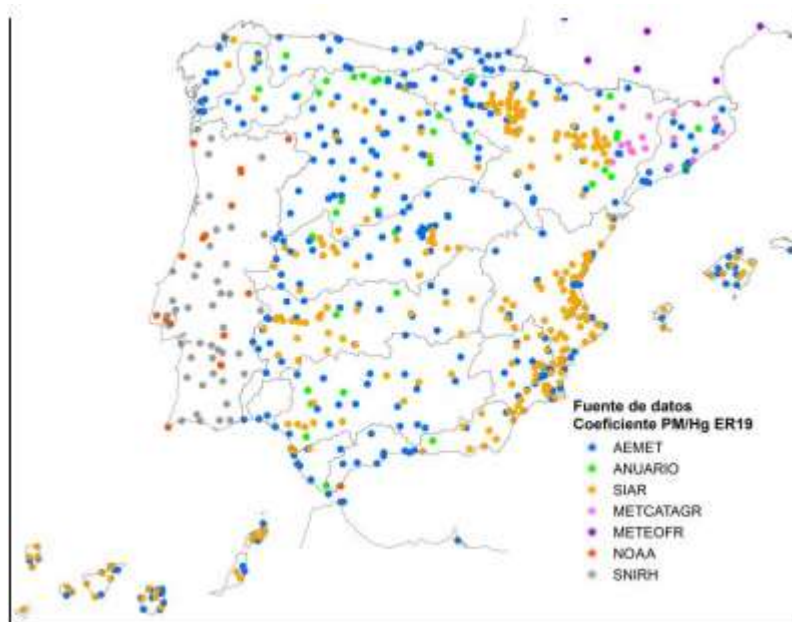 Fuente de datos
Coeficiente PM/Hg ER19
AEMET
ANUARIO
SIAR
METCATAGR
METEOFR
NOAA
SNIRH